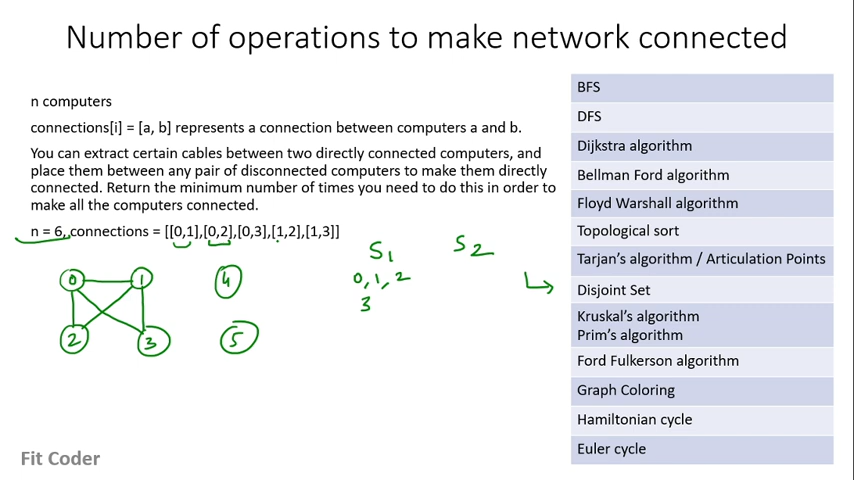 Number of operations to make network connected
n computers
connections[i] = [a, b] represents a connection between computers a and b.
You can extract certain cables between two directly connected computers, and
place them between any pair of disconnected computers to make them directly
connected. Return the minimum number of times you need to do this in order to
make all the computers connected.
n = 6, connections = [[0,1],[0,2],[0,3],[1,2],[1,3]]
0 1 4
2 3 5
S1 S2
0, 1, 2
3
BFS
DFS
Dijkstra algorithm
Bellman Ford algorithm
Floyd Warshall algorithm
Topological sort
Tarjan's algorithm / Articulation Points
Disjoint Set
Kruskal's algorithm
Prim's algorithm
Ford Fulkerson algorithm
Graph Coloring
Hamiltonian cycle
Euler cycle
Fit Coder